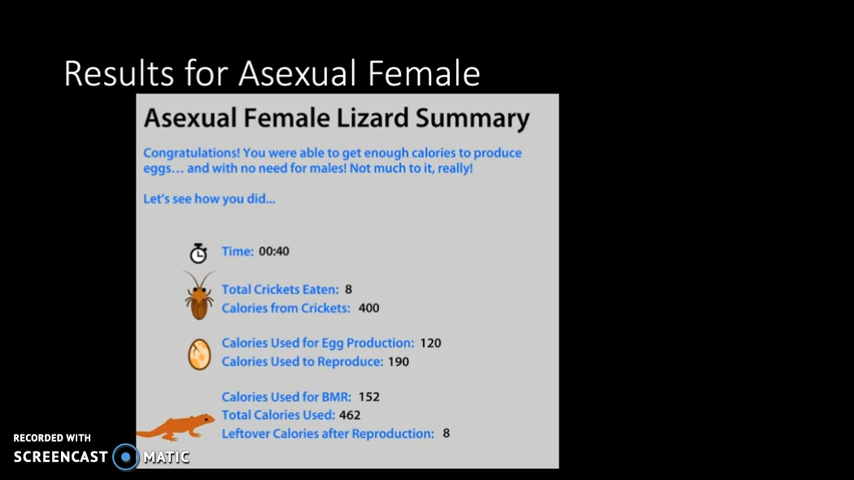 Results for Asexual Female
Asexual Female Lizard Summary
Congratulations! You were able to get enough calories to produce
eggs... and with no need for males! Not much to it, really!
Let's see how you did...
Time: 00:40
Total Crickets Eaten: 8
Calories from Crickets: 400
Calories Used for Egg Production: 120
Calories Used to Reproduce: 190
Calories Used for BMR: 152
Total Calories Used: 462
Leftover Calories after Reproduction: 8
RECORDED WITH
SCREENCAST MATIC